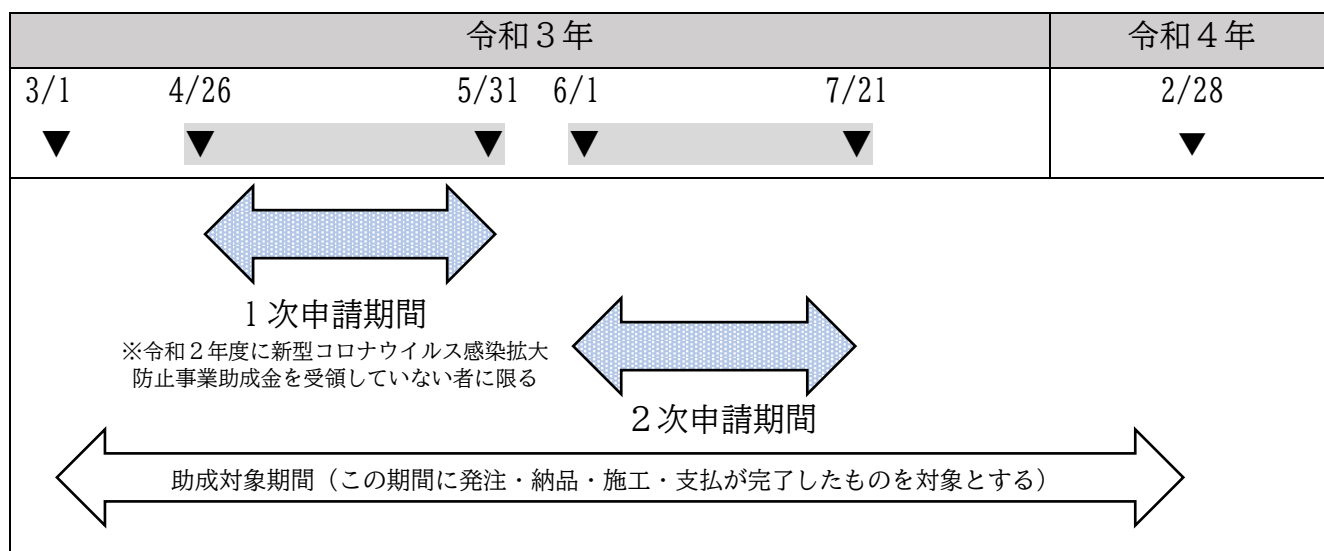 令和３年 令和４年
3/1 4/26 5/31 6/1 7/21 2/28
▼ ▼ ▼ ▼ ▼ ▼
１次申請期間
※令和２年度に新型コロナウイルス感染拡大
防止事業助成金を受領していない者に限る
２次申請期間
助成対象期間（この期間に発注・納品・施工・支払が完了したものを対象とする）